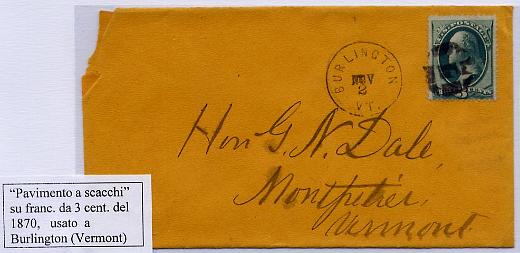 BURLINGTON
NOV
2
VT.
Hon G. N. Dale,
Montpelier,
Vermont
"Pavimento a scacchi"
su franc. da 3 cent. del
1870, usato a
Burlington (Vermont)